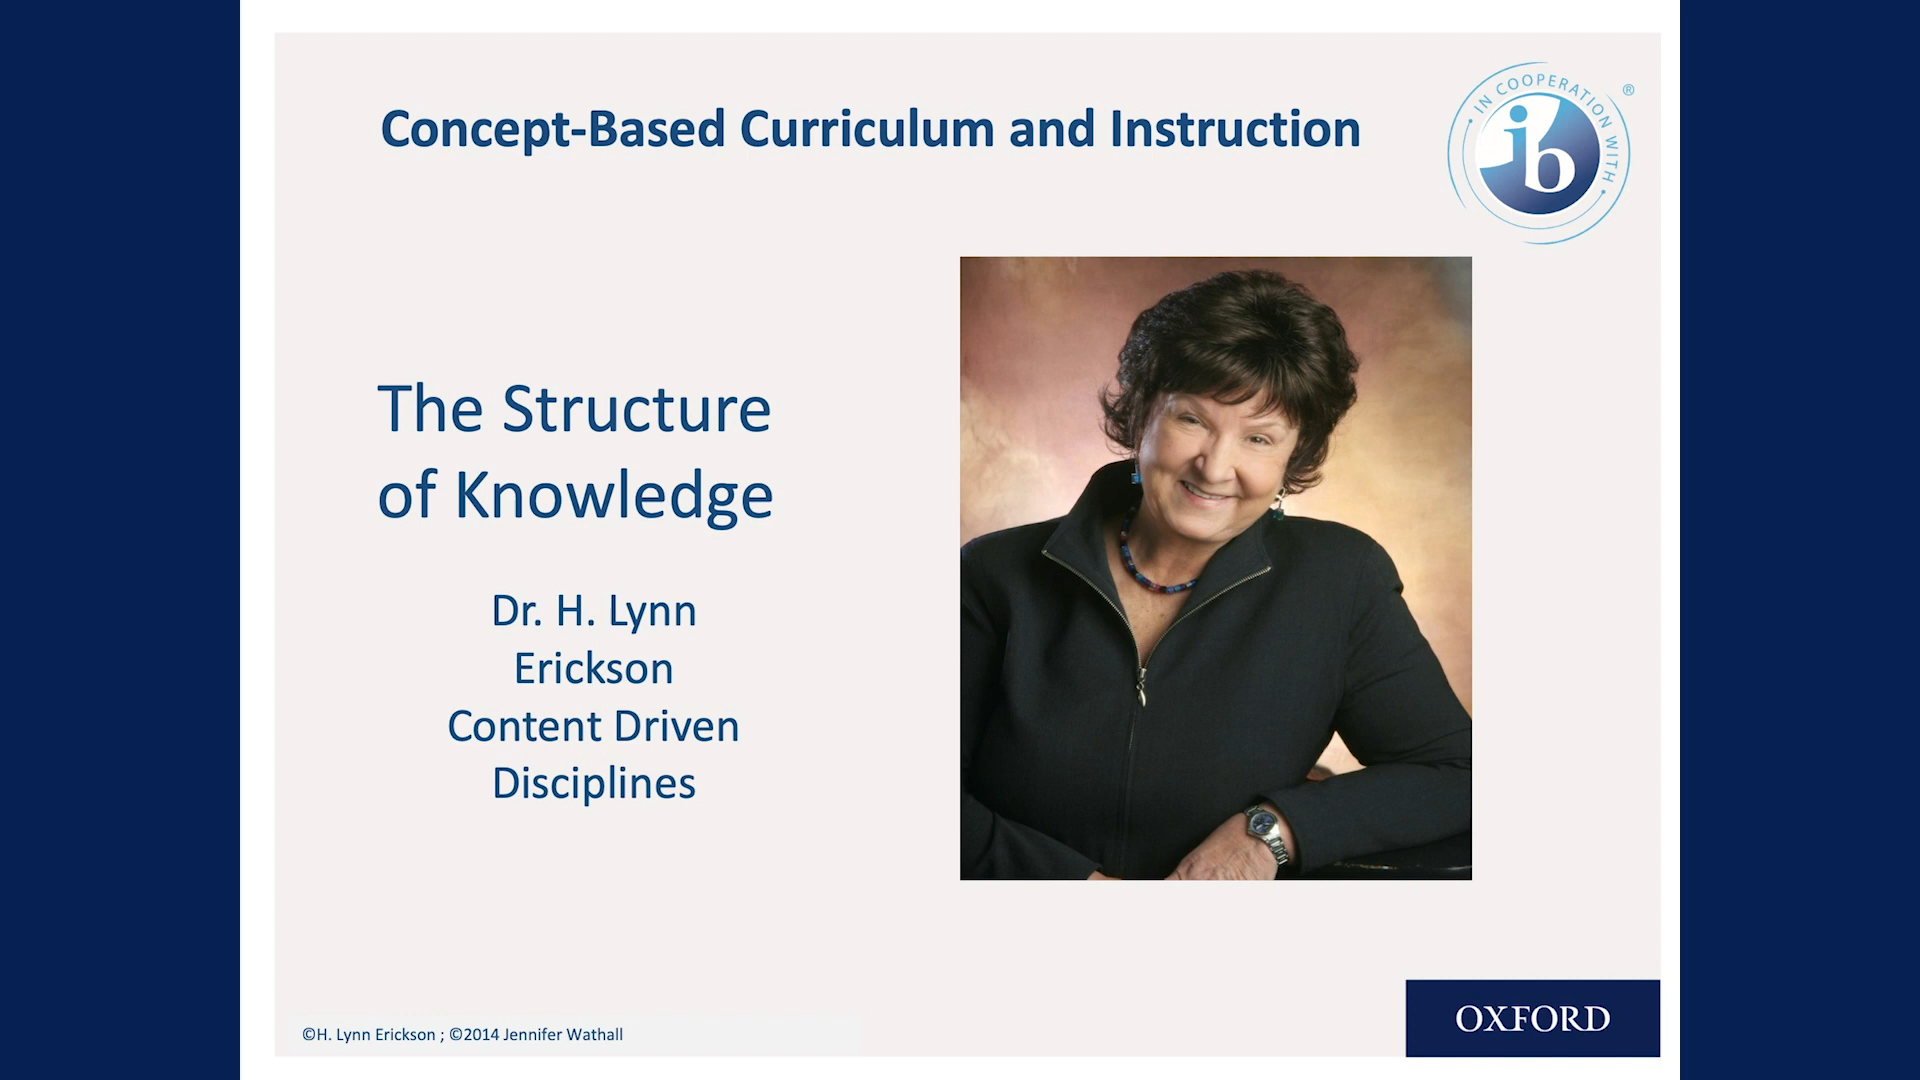 Concept-Based Curriculum and Instruction
• IN COOPERATION WITH •
®
ib
The Structure
of Knowledge
Dr. H. Lynn
Erickson
Content Driven
Disciplines
©H. Lynn Erickson ; ©2014 Jennifer Wathall
OXFORD